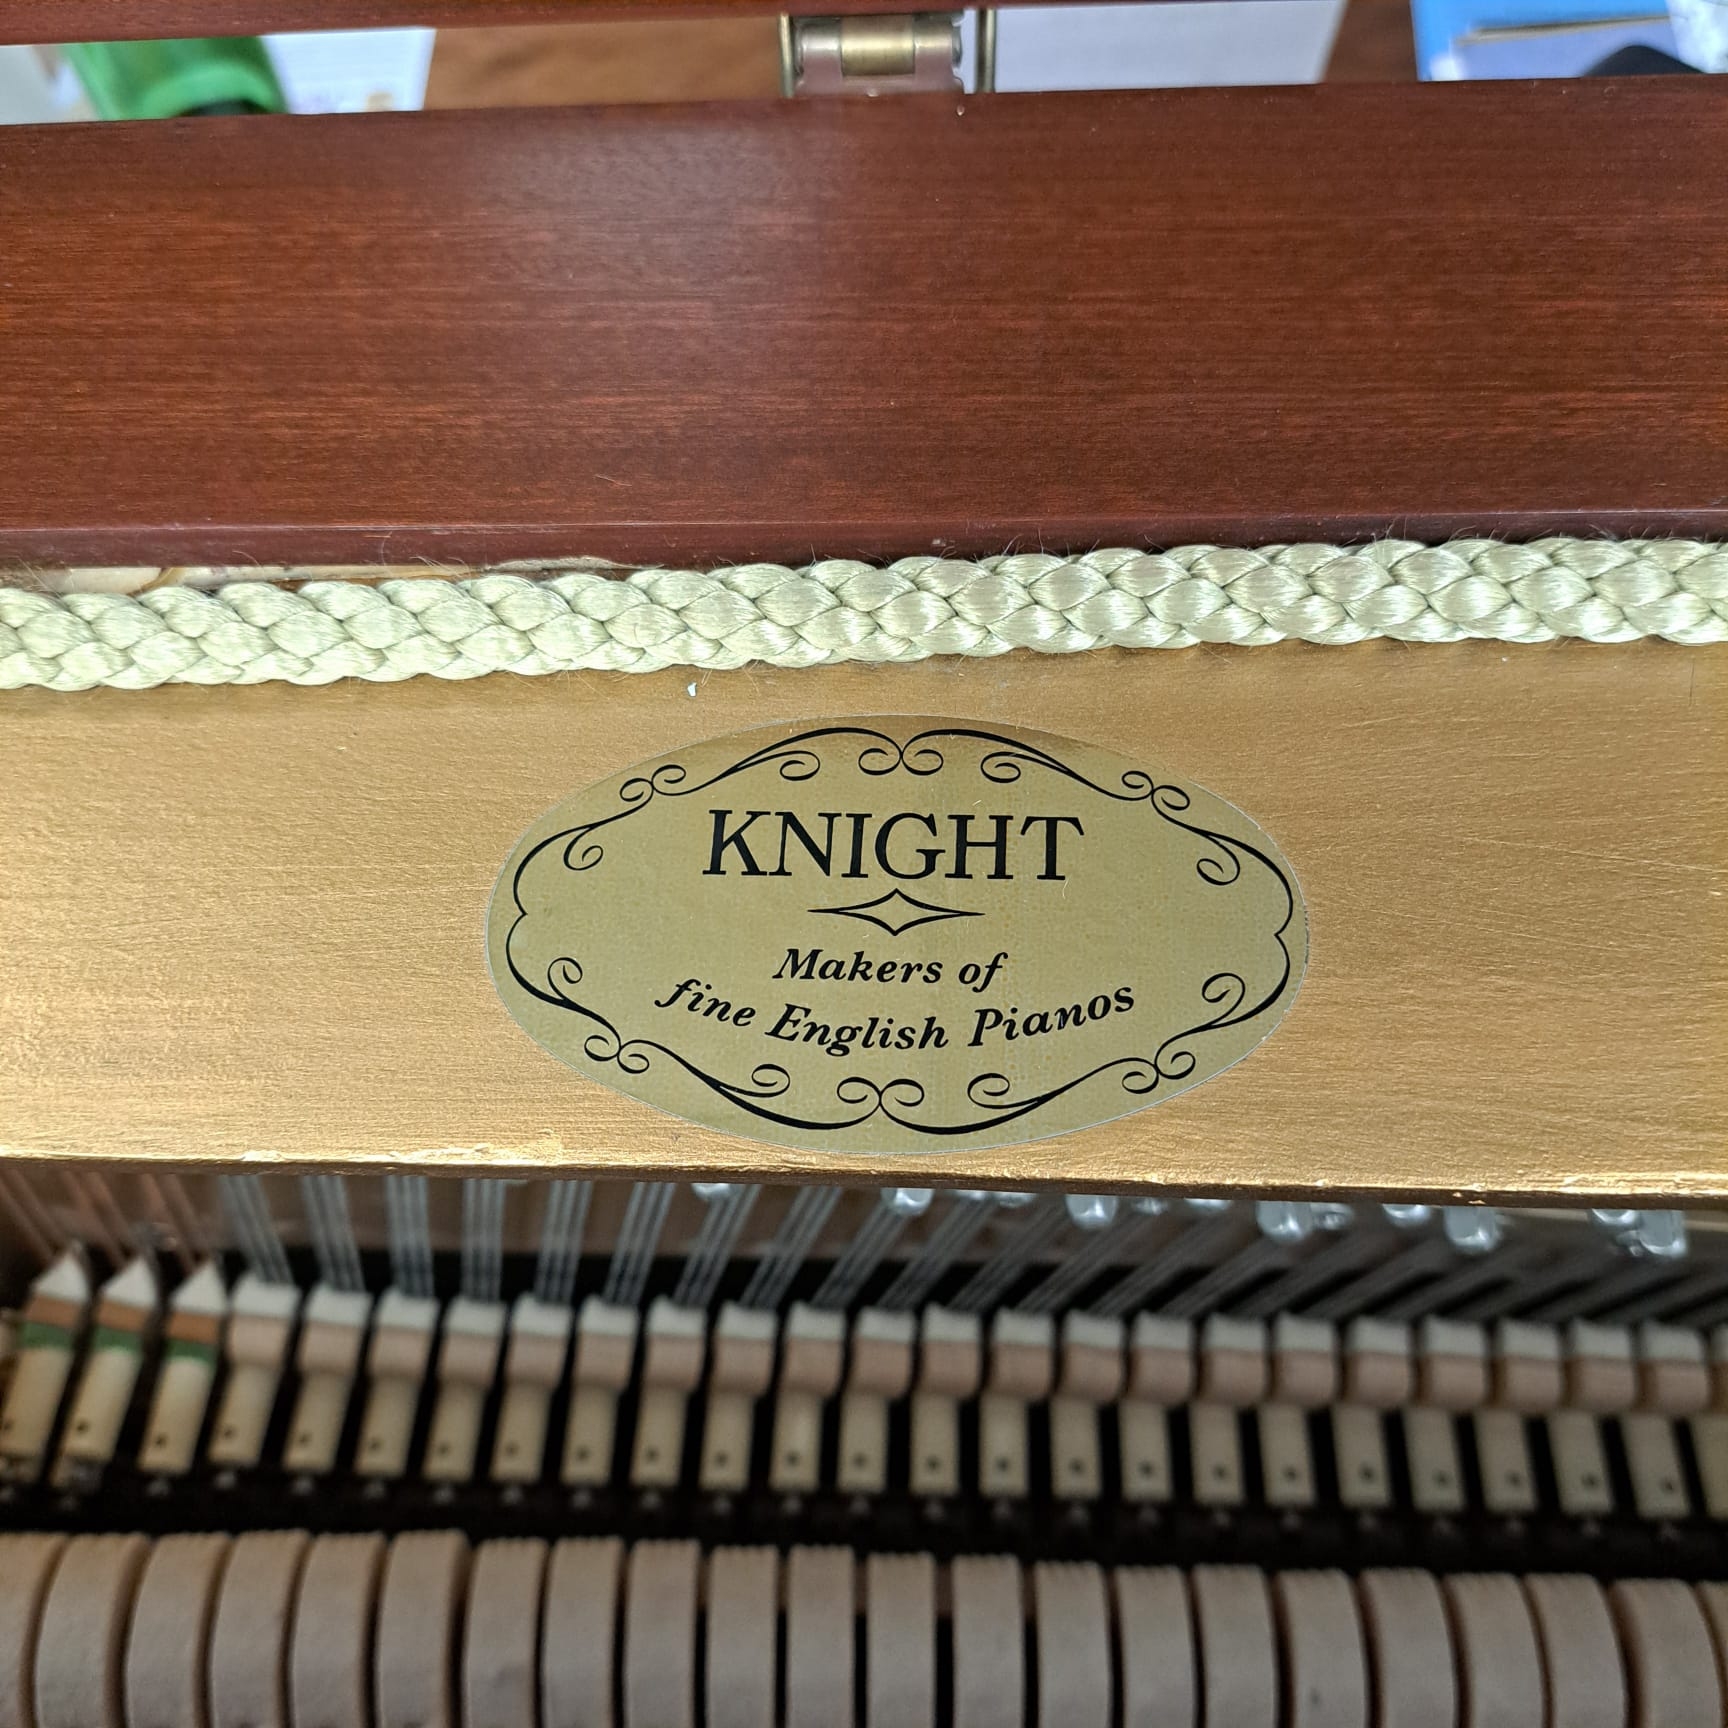 KNIGHT
Makers of
fine English Pianos